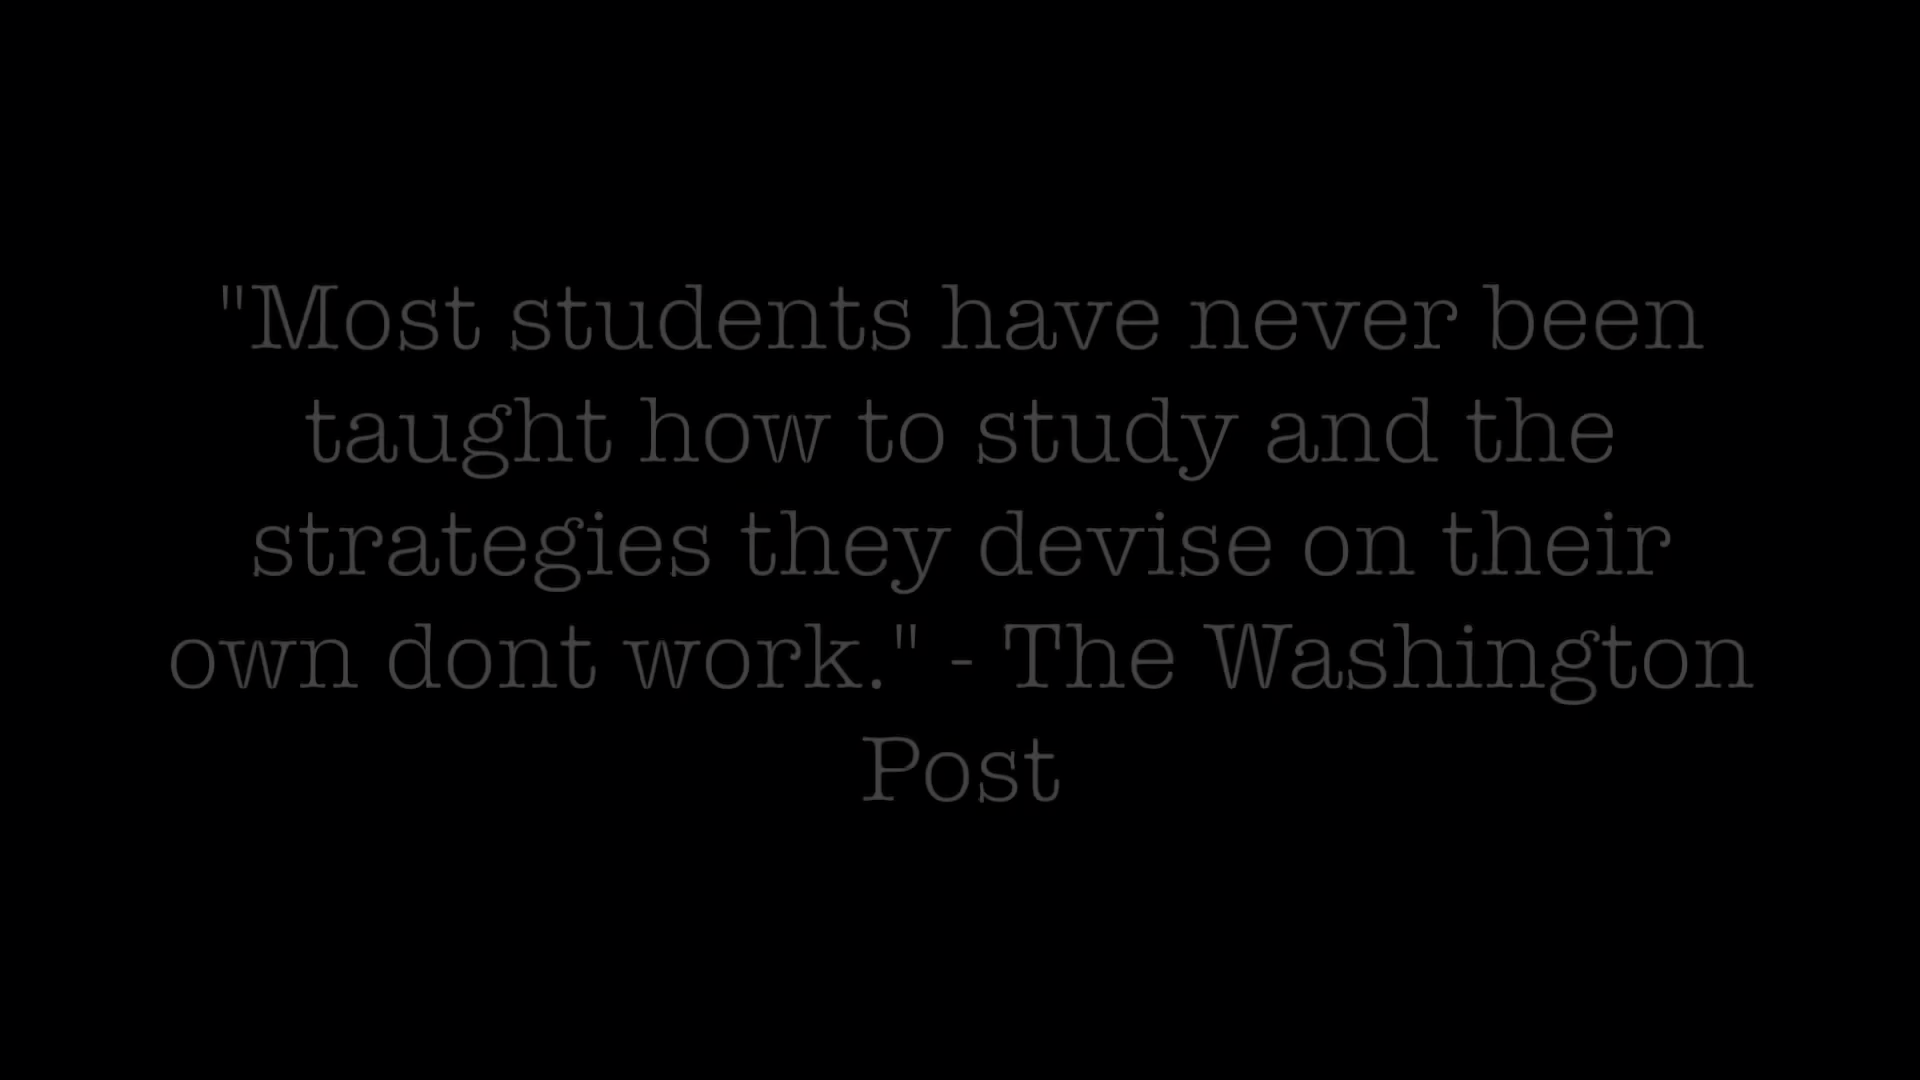 "Most students have never been
taught how to study and the
strategies they devise on their
own dont work." - The Washington
Post